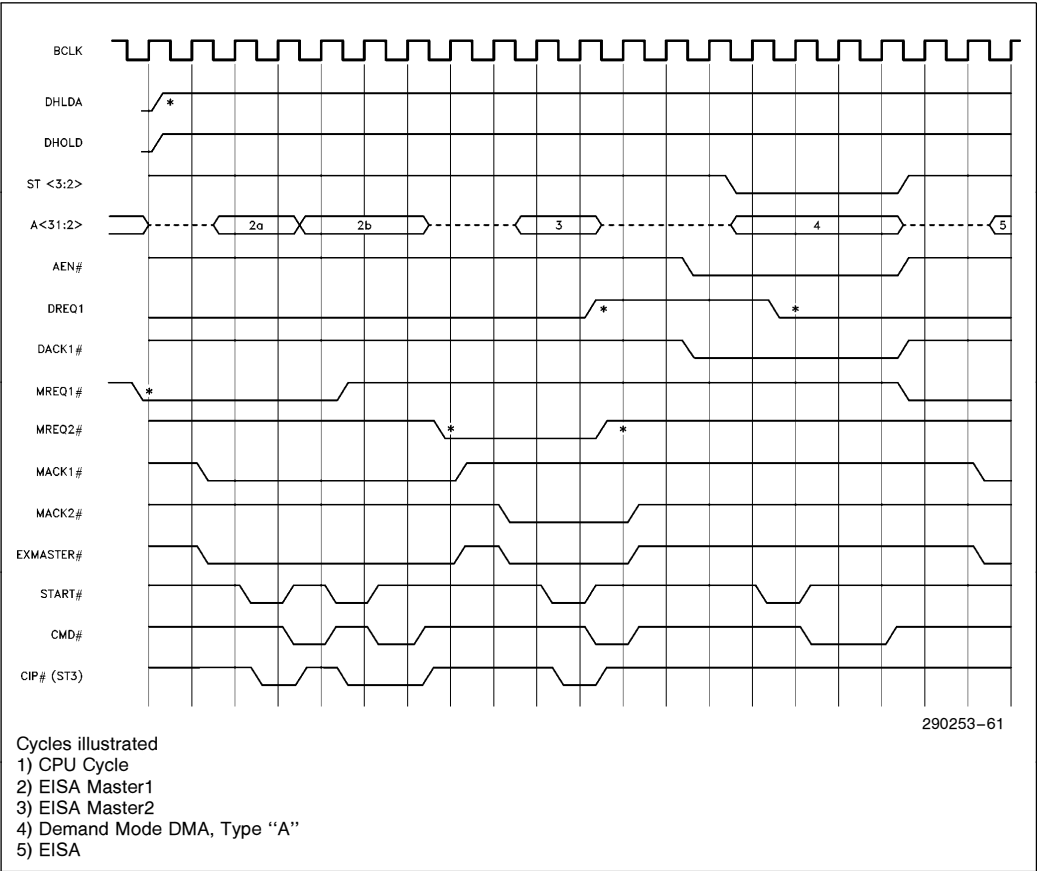 BCLK
DHLDA *
DHOLD
ST <3:2>
A<31:2> 2a 2b 3 4 5
AEN#
DREQ1 * *
DACK1#
MREQ1# *
MREQ2# * *
MACK1#
MACK2#
EXMASTER#
START#
CMD#
CIP# (ST3)
290253-61
Cycles illustrated
1) CPU Cycle
2) EISA Master1
3) EISA Master2
4) Demand Mode DMA, Type ‘‘A’’
5) EISA